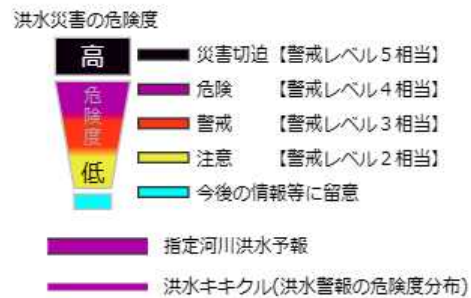 洪水災害の危険度
高 災害切迫【警戒レベル5相当】
危険度 危険 【警戒レベル4相当】
警戒 【警戒レベル3相当】
低 注意 【警戒レベル2相当】
今後の情報等に留意
指定河川洪水予報
洪水キキクル(洪水警報の危険度分布)